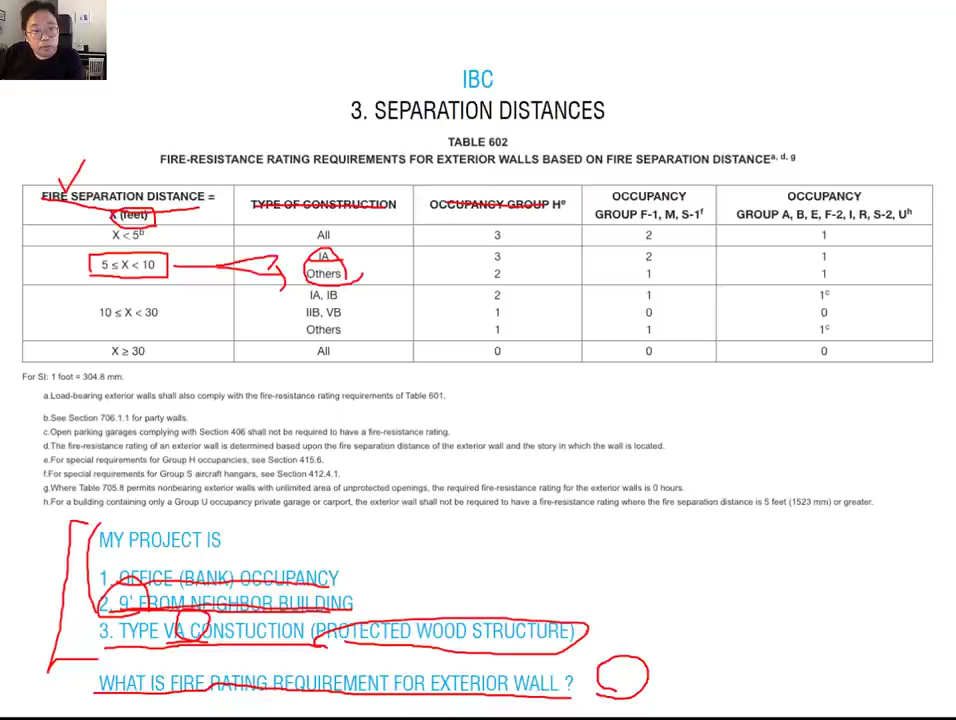 IBC
3. SEPARATION DISTANCES
TABLE 602
FIRE-RESISTANCE RATING REQUIREMENTS FOR EXTERIOR WALLS BASED ON FIRE SEPARATION DISTANCEa, d, g
FIRE SEPARATION DISTANCE = X (feet) TYPE OF CONSTRUCTION OCCUPANCY GROUP He OCCUPANCY GROUP F-1, M, S-1f OCCUPANCY GROUP A, B, E, F-2, I, R, S-2, Uh
X < 5b All 3 2 1
5 ≤ X < 10 IA 3 2 1
Others 2 1 1
10 ≤ X < 30 IA, IB 2 1 1c
IIB, VB 1 0 0
Others 1 1 1c
X ≥ 30 All 0 0 0
For SI: 1 foot = 304.8 mm.
a.Load-bearing exterior walls shall also comply with the fire-resistance rating requirements of Table 601.
b.See Section 706.1.1 for party walls.
c.Open parking garages complying with Section 406 shall not be required to have a fire-resistance rating.
d.The fire-resistance rating of an exterior wall is determined based upon the fire separation distance of the exterior wall and the story in which the wall is located.
e.For special requirements for Group H occupancies, see Section 415.6.
f.For special requirements for Group S aircraft hangars, see Section 412.4.1.
g.Where Table 705.8 permits nonbearing exterior walls with unlimited area of unprotected openings, the required fire-resistance rating for the exterior walls is 0 hours.
h.For a building containing only a Group U occupancy private garage or carport, the exterior wall shall not be required to have a fire-resistance rating where the fire separation distance is 5 feet (1523 mm) or greater.
MY PROJECT IS
1. OFFICE (BANK) OCCUPANCY
2. 9' FROM NEIGHBOR BUILDING
3. TYPE VA CONSTUCTION (PROTECTED WOOD STRUCTURE)
WHAT IS FIRE RATING REQUIREMENT FOR EXTERIOR WALL ?